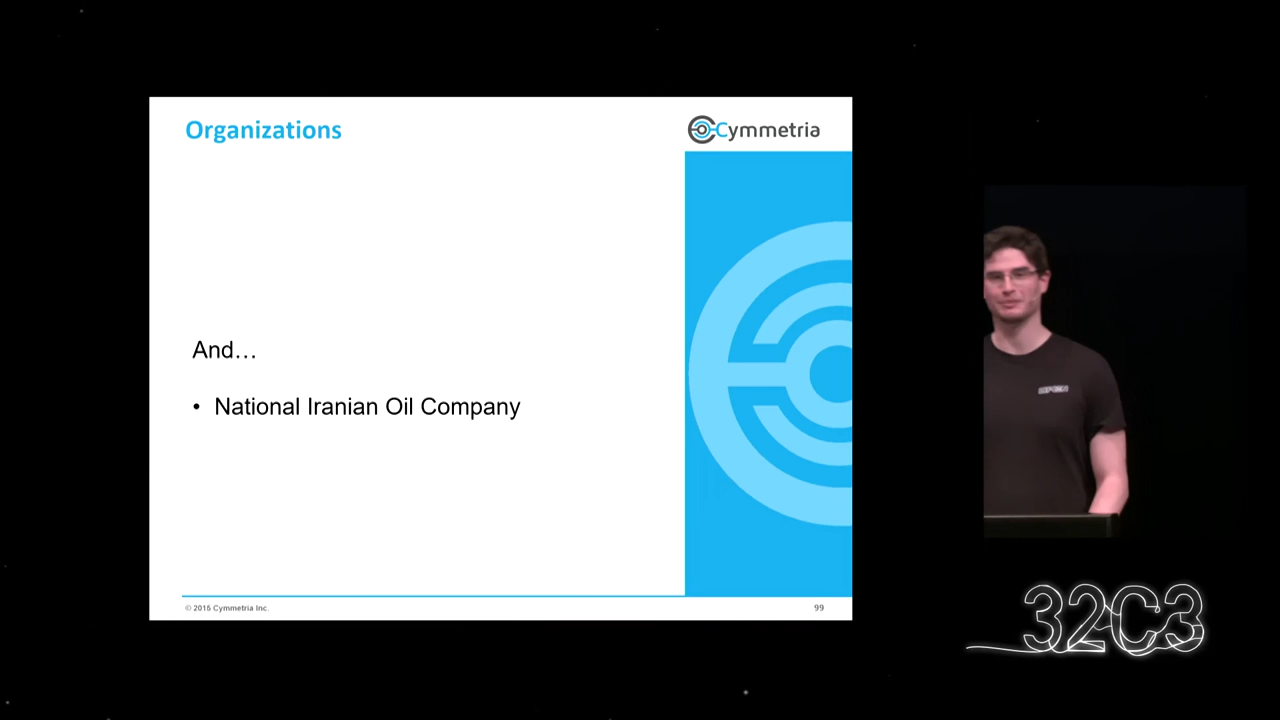 Organizations
Cymmetria
And…
• National Iranian Oil Company
© 2015 Cymmetria Inc.
99
32C3